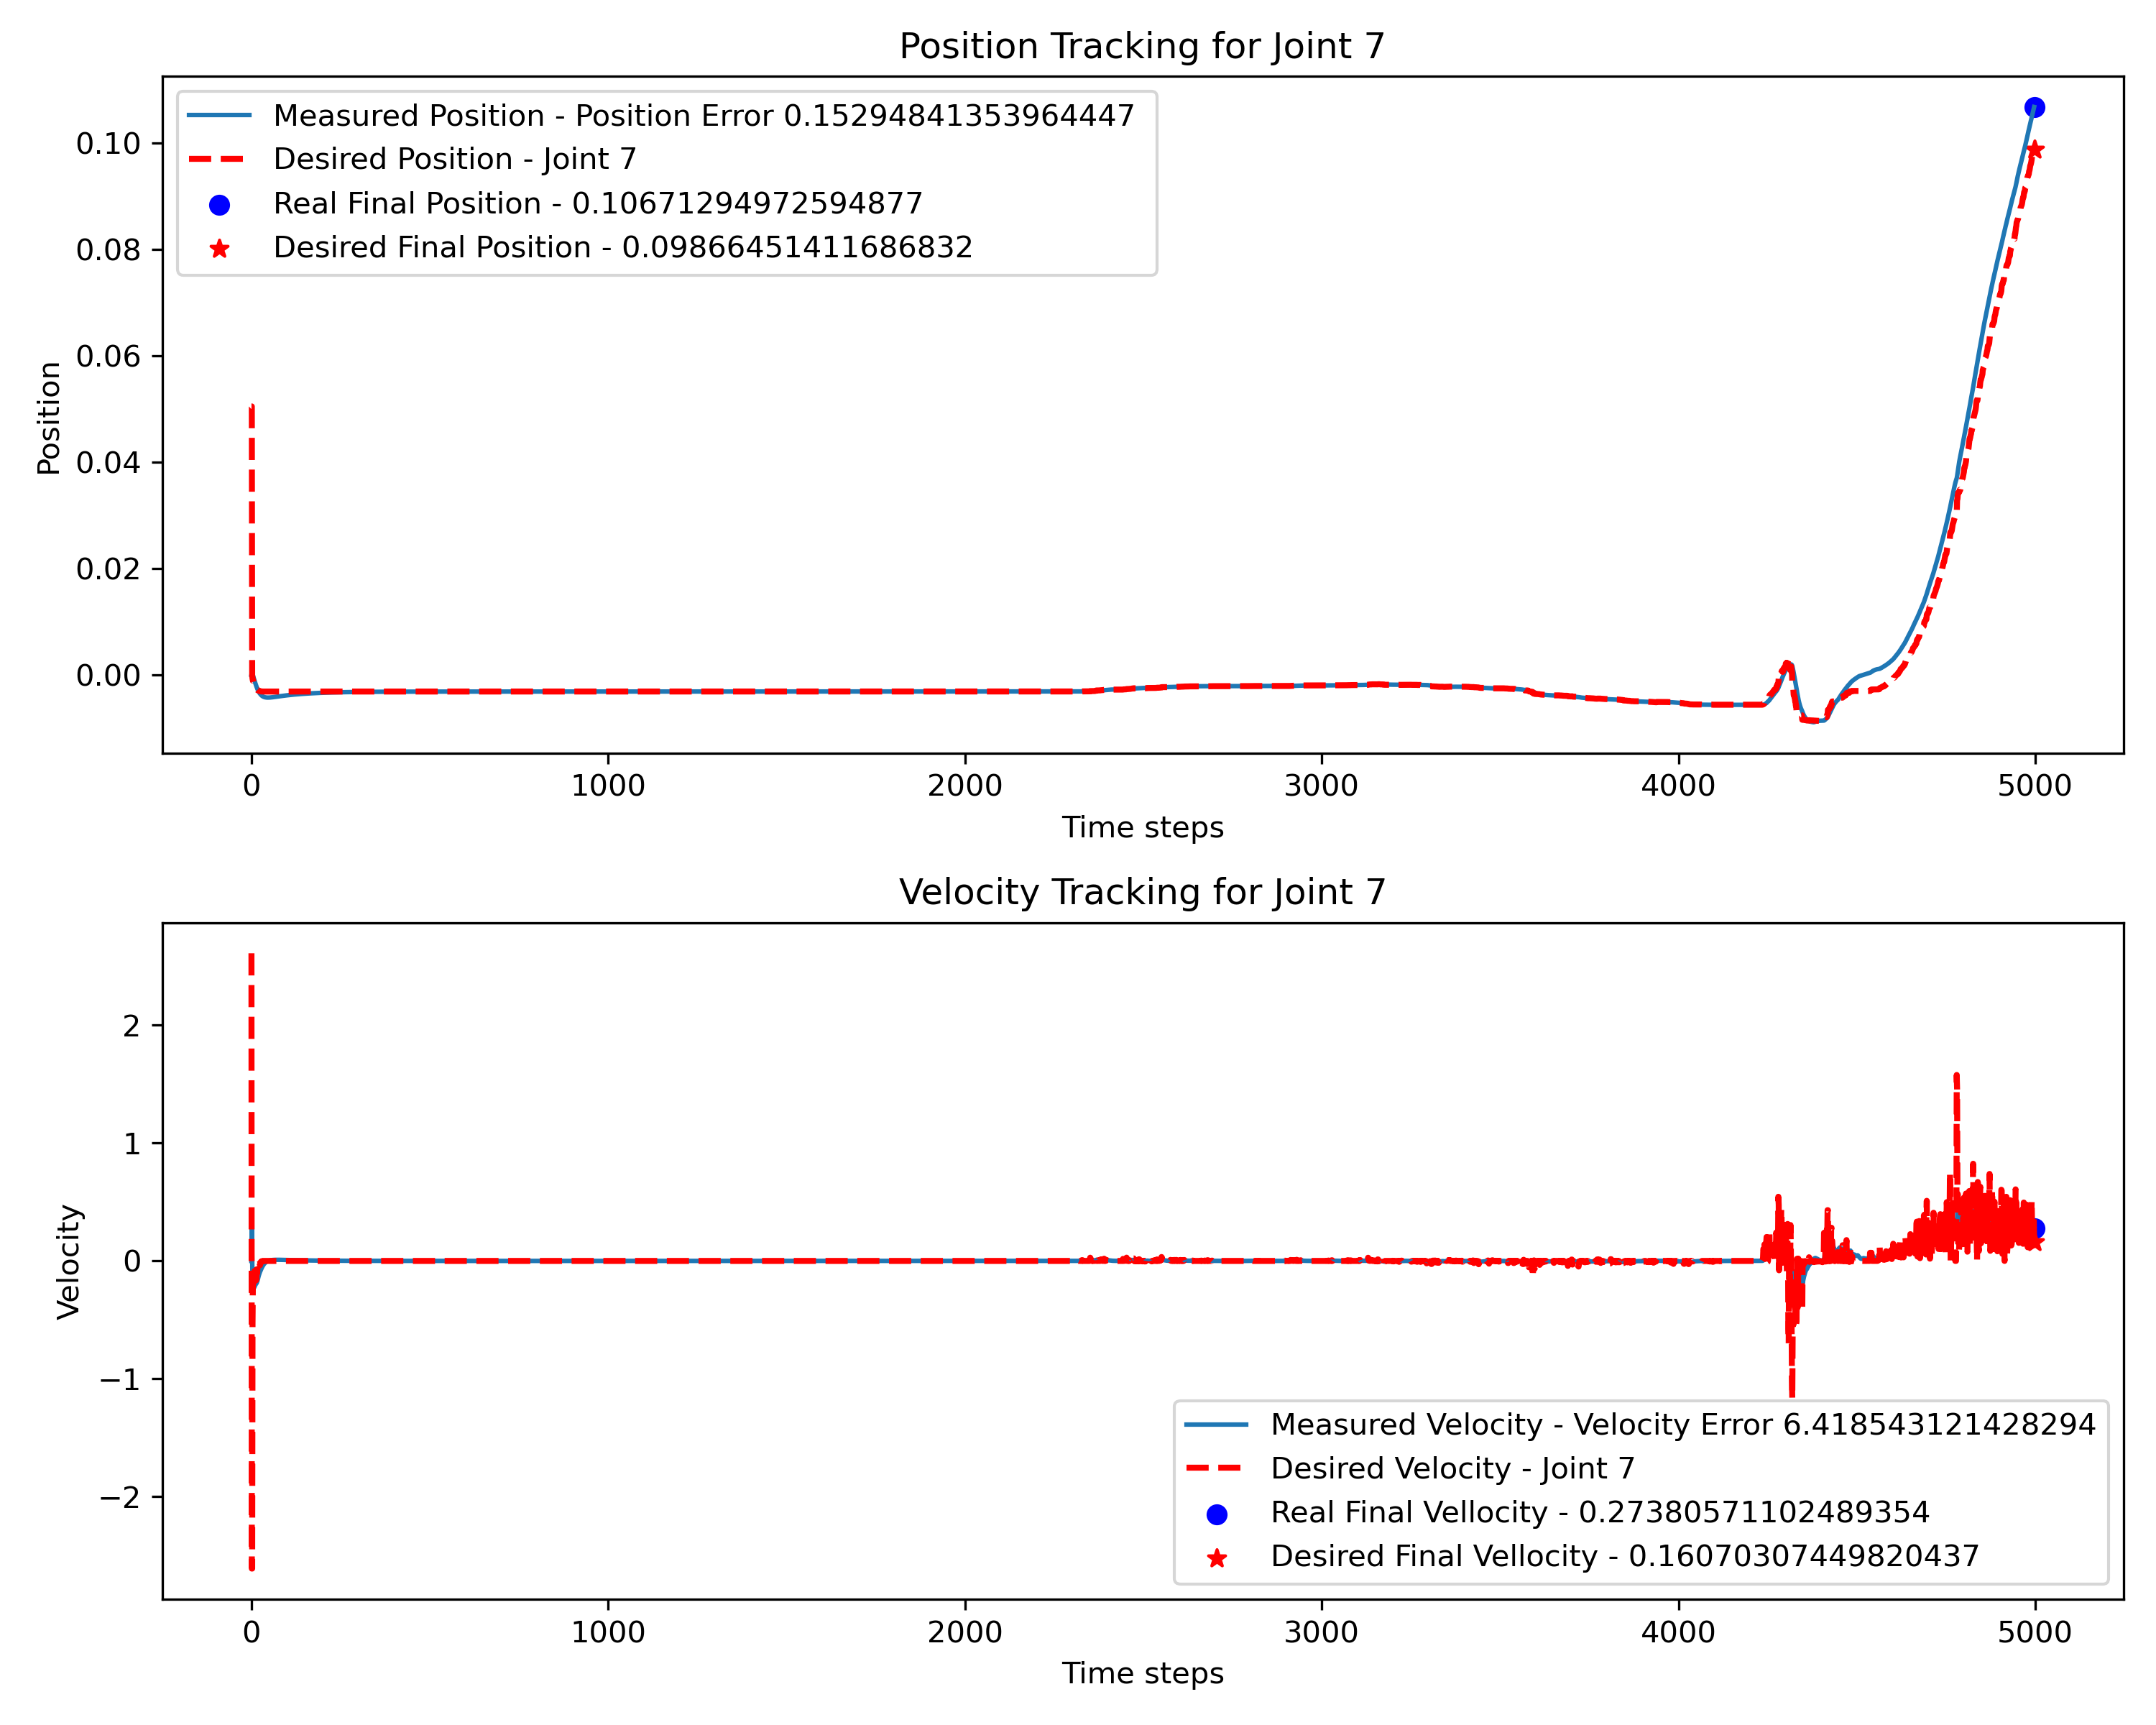 Position Tracking for Joint 7
Measured Position - Position Error 0.15294841353964447
Desired Position - Joint 7
Real Final Position - 0.10671294972594877
Desired Final Position - 0.09866451411686832
0.10
0.08
0.06
0.04
0.02
0.00
Position
0 1000 2000 3000 4000 5000
Time steps
Velocity Tracking for Joint 7
2
1
0
−1
−2
Velocity
Measured Velocity - Velocity Error 6.418543121428294
Desired Velocity - Joint 7
Real Final Vellocity - 0.27380571102489354
Desired Final Vellocity - 0.16070307449820437
0 1000 2000 3000 4000 5000
Time steps